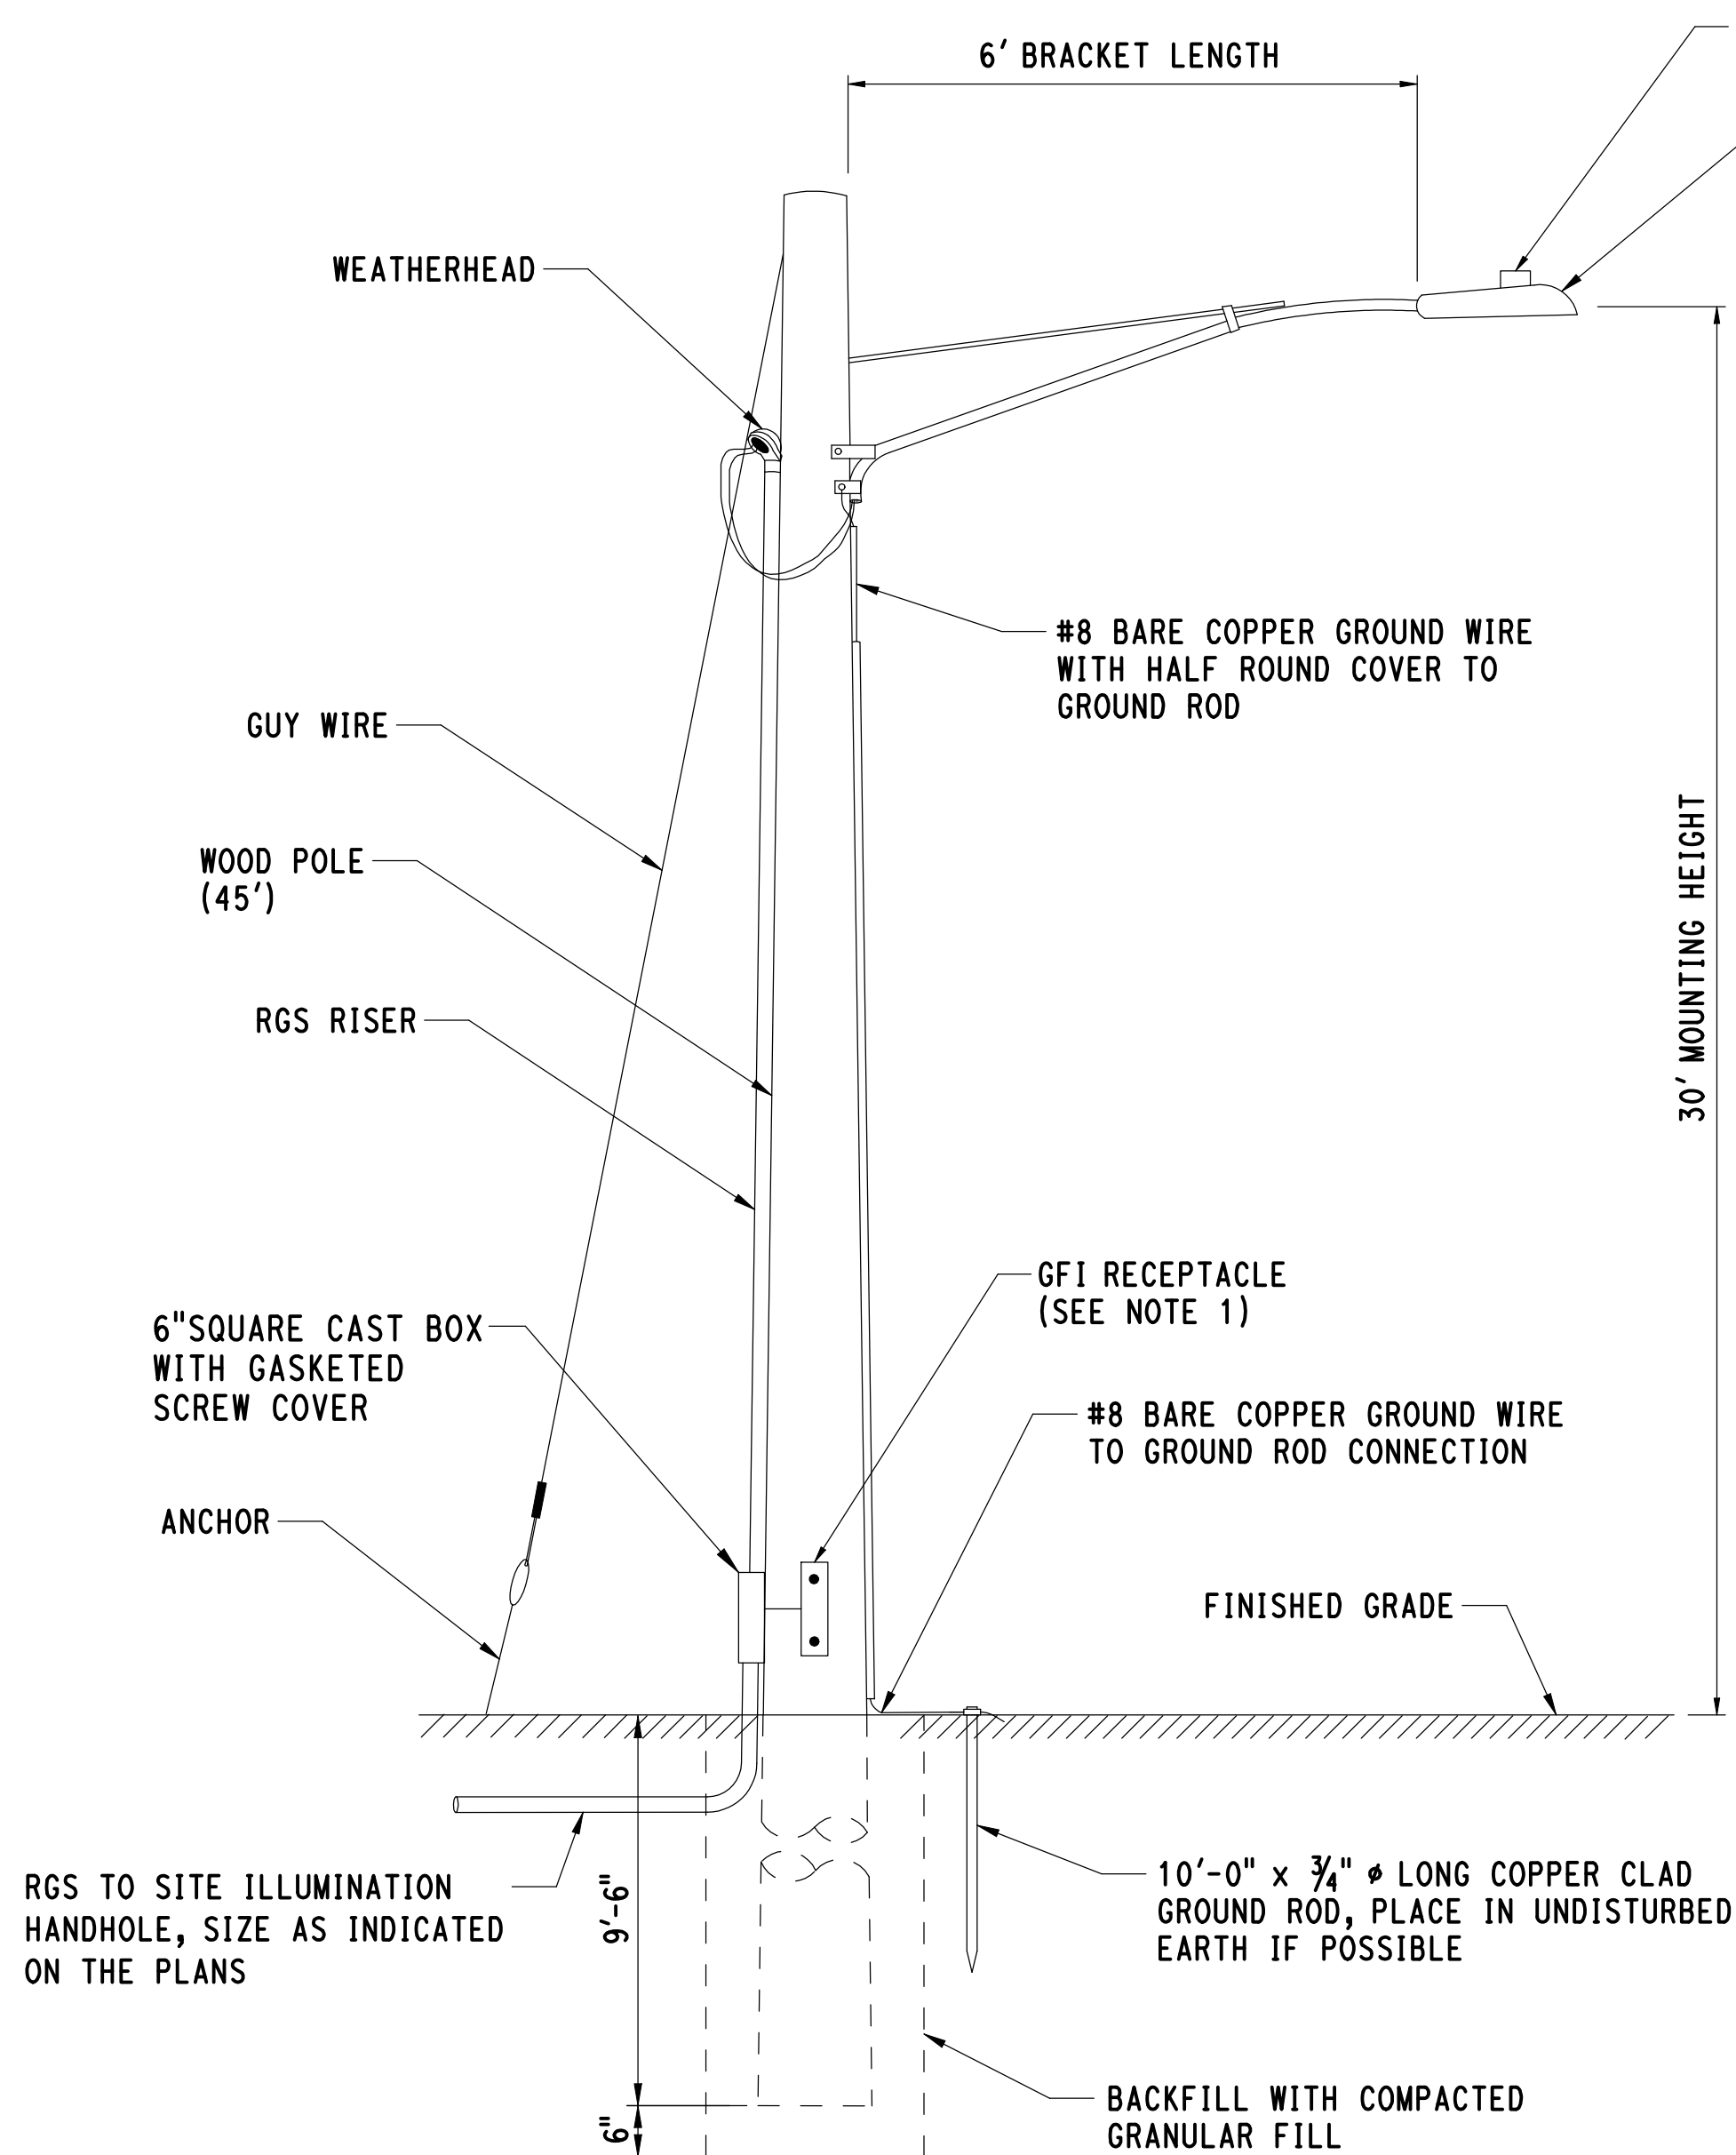 6' BRACKET LENGTH
WEATHERHEAD
#8 BARE COPPER GROUND WIRE
WITH HALF ROUND COVER TO
GROUND ROD
GUY WIRE
WOOD POLE
(45')
30' MOUNTING HEIGHT
RGS RISER
GFI RECEPTACLE
(SEE NOTE 1)
6"SQUARE CAST BOX
WITH GASKETED
SCREW COVER
#8 BARE COPPER GROUND WIRE
TO GROUND ROD CONNECTION
ANCHOR
FINISHED GRADE
RGS TO SITE ILLUMINATION
HANDHOLE, SIZE AS INDICATED
ON THE PLANS
9'-6"
10'-0" x 3/4" ø LONG COPPER CLAD
GROUND ROD, PLACE IN UNDISTURBED
EARTH IF POSSIBLE
6"
BACKFILL WITH COMPACTED
GRANULAR FILL